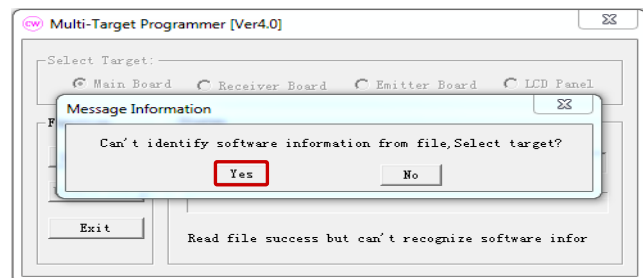 CW Multi-Target Programmer [Ver4.0]
Select Target:
Main Board Receiver Board Emitter Board LCD Panel
Message Information
Can't identify software information from file,Select target?
Yes No
Exit
Read file success but can't recognize software infor